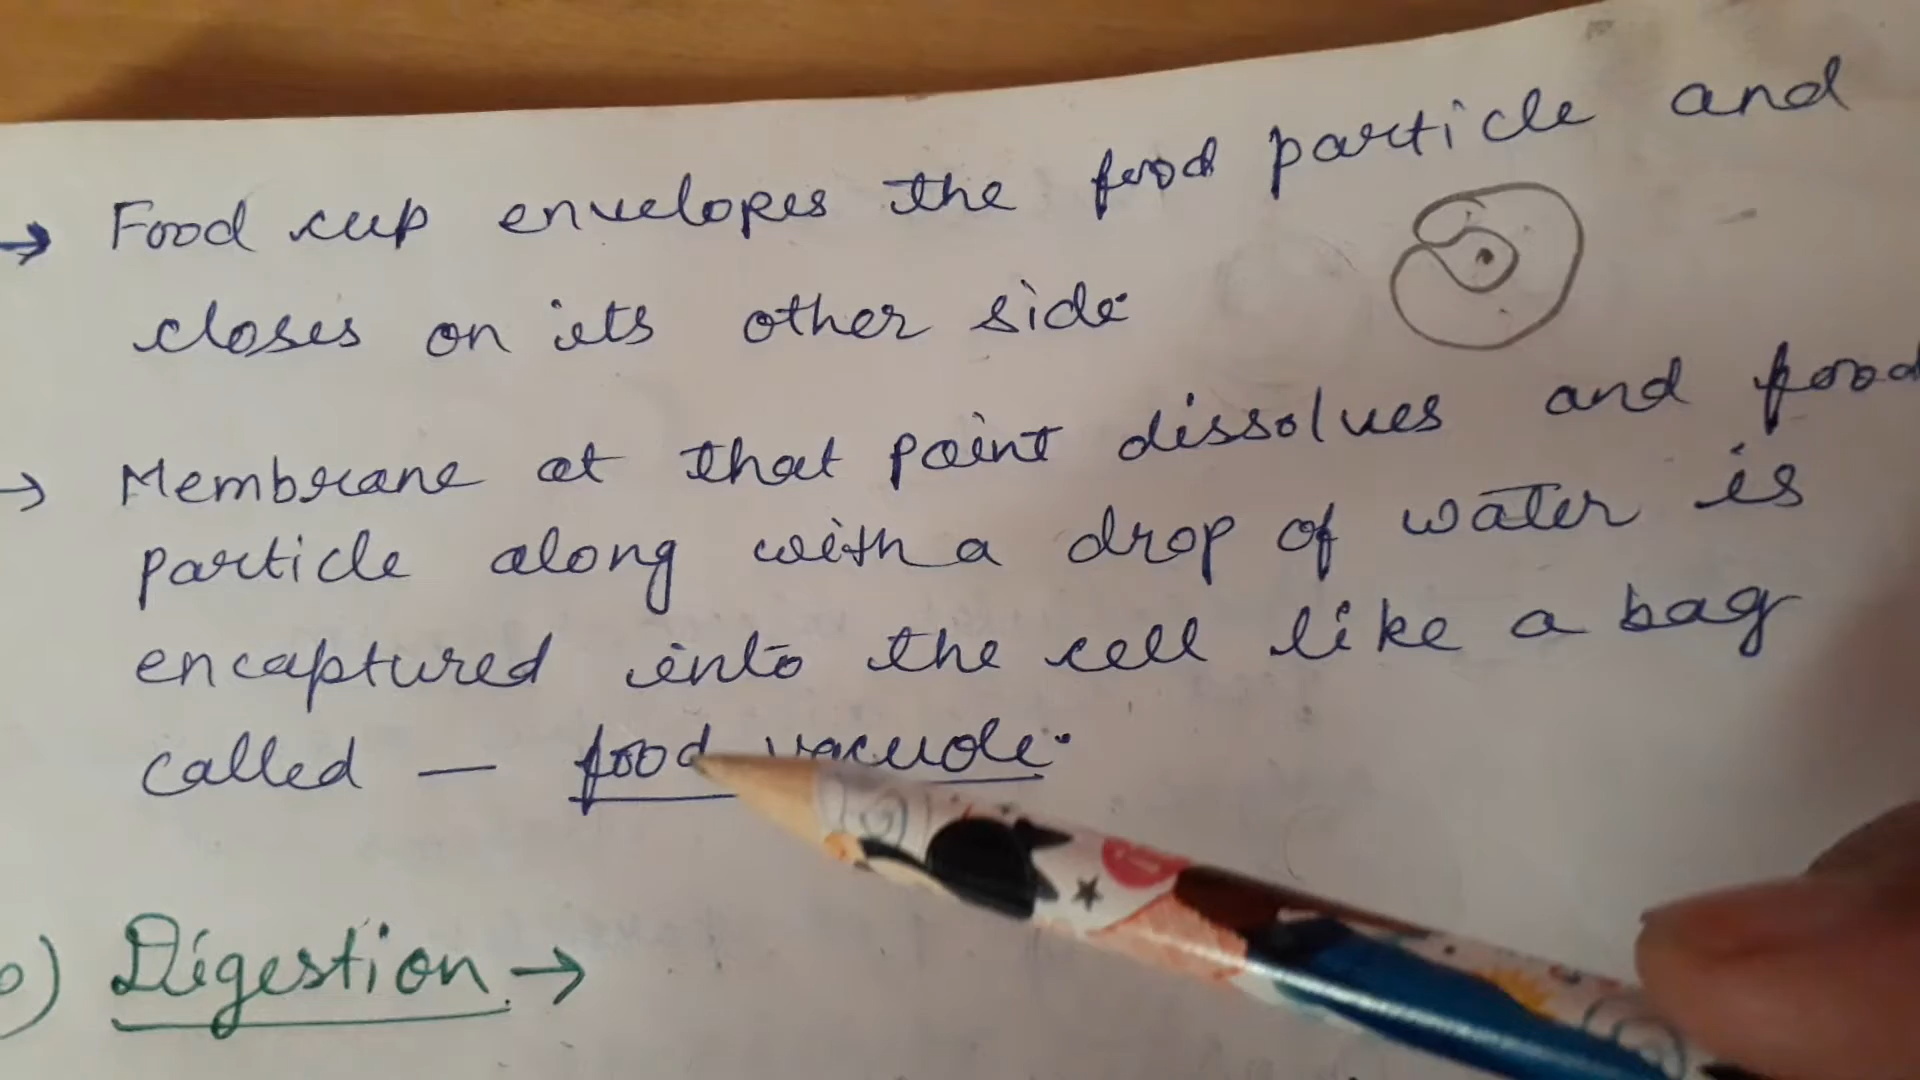 → Food cup envelopes the food particle and
closes on its other side.
→ Membrane at that point dissolves and food
particle along with a drop of water is
encaptured into the cell like a bag
called — food vacuole.
Digestion →